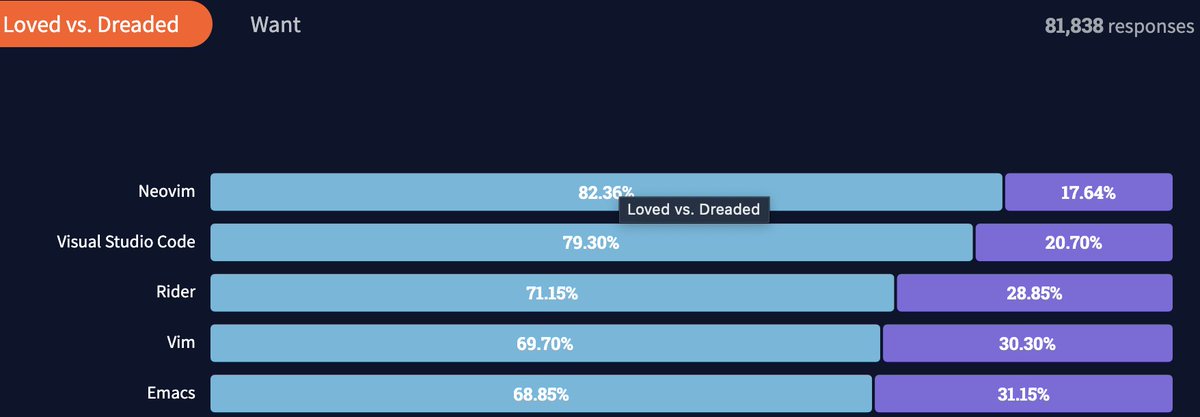 Loved vs. Dreaded
Want
81,838 responses
Neovim
82.36%
17.64%
Loved vs. Dreaded
Visual Studio Code
79.30%
20.70%
Rider
71.15%
28.85%
Vim
69.70%
30.30%
Emacs
68.85%
31.15%